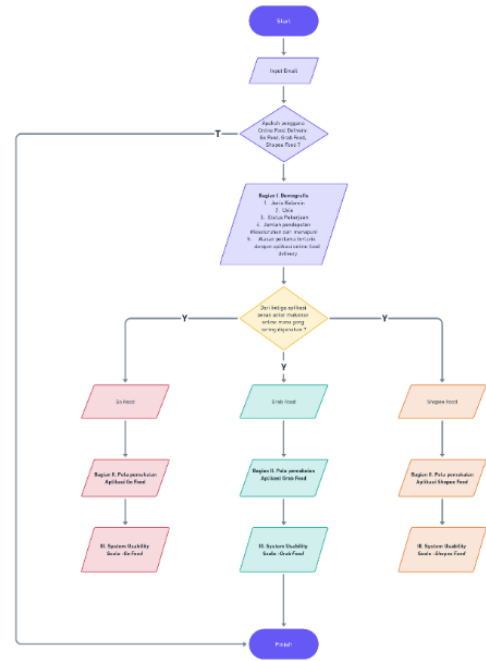 Start
Input Email
T
Apakah pengguna
Online Food Delivery
Go Food, Grab Food,
Shopee Food ?
Bagian I. Demografis
1. Jenis Kelamin
2. Usia
3. Status Pekerjaan
4. Jumlah pendapatan
5. Alasan pertama tertarik
dengan aplikasi online food
delivery
Dari ketiga aplikasi
pesan antar makanan
online mana yang
sering digunakan ?
Y
Y
Y
Go Food
Grab Food
Shopee Food
Bagian II. Pola pemakaian
Aplikasi Go Food
Bagian II. Pola pemakaian
Aplikasi Grab Food
Bagian II. Pola pemakaian
Aplikasi Shopee Food
III. System Usability
Scale -Go Food
III. System Usability
Scale -Grab Food
III. System Usability
Scale -Shopee Food
Finish